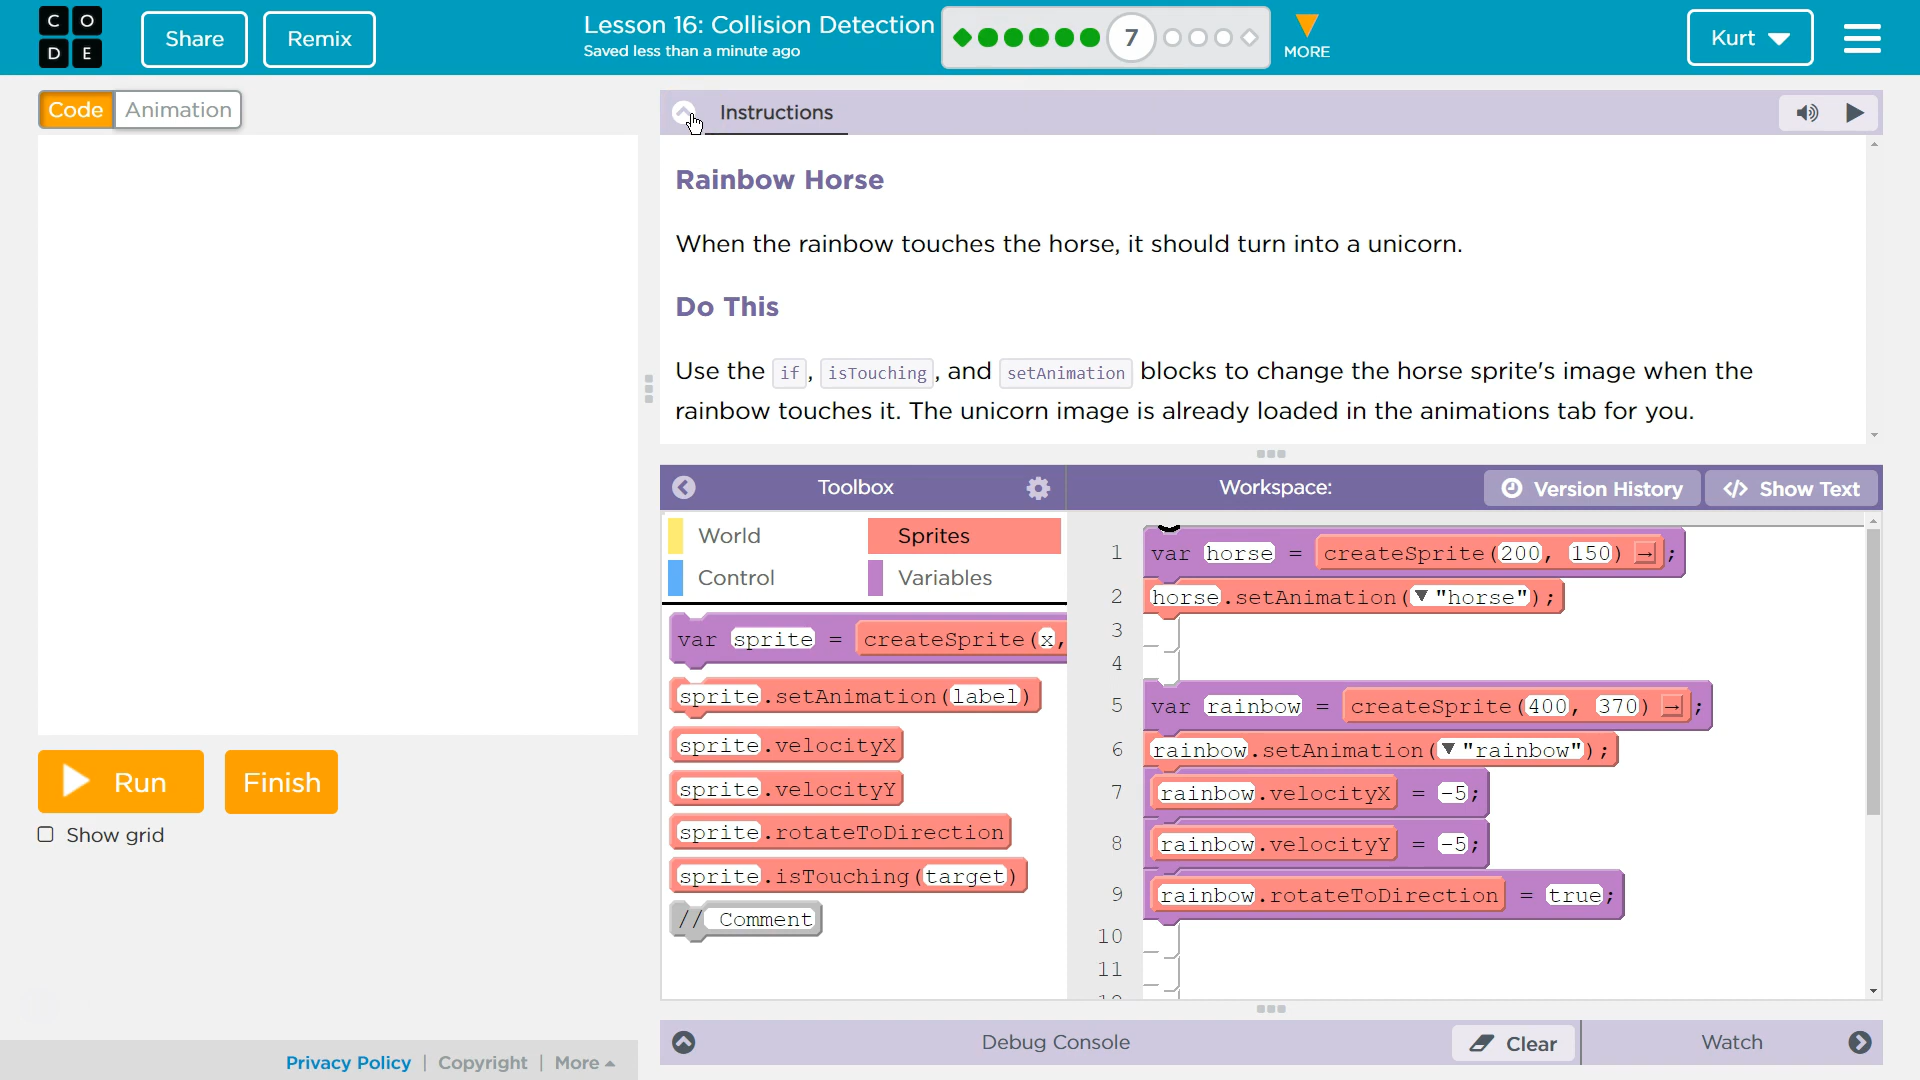 CODE
Share
Remix
Lesson 16: Collision Detection
Saved less than a minute ago
7
MORE
Kurt
Code
Animation
Instructions
Rainbow Horse
When the rainbow touches the horse, it should turn into a unicorn.
Do This
Use the if, isTouching, and setAnimation blocks to change the horse sprite's image when the
rainbow touches it. The unicorn image is already loaded in the animations tab for you.
Toolbox
Workspace:
Version History
</> Show Text
World
Sprites
Control
Variables
var sprite = createSprite(x,
sprite.setAnimation(label)
sprite.velocityX
sprite.velocityY
sprite.rotateToDirection
sprite.isTouching(target)
// Comment
1 var horse = createSprite(200, 150);
2 horse.setAnimation("horse");
3
4
5 var rainbow = createSprite(400, 370);
6 rainbow.setAnimation("rainbow");
7 rainbow.velocityX = -5;
8 rainbow.velocityY = -5;
9 rainbow.rotateToDirection = true;
10
11
Run
Finish
Show grid
Debug Console
Clear
Watch
Privacy Policy | Copyright | More